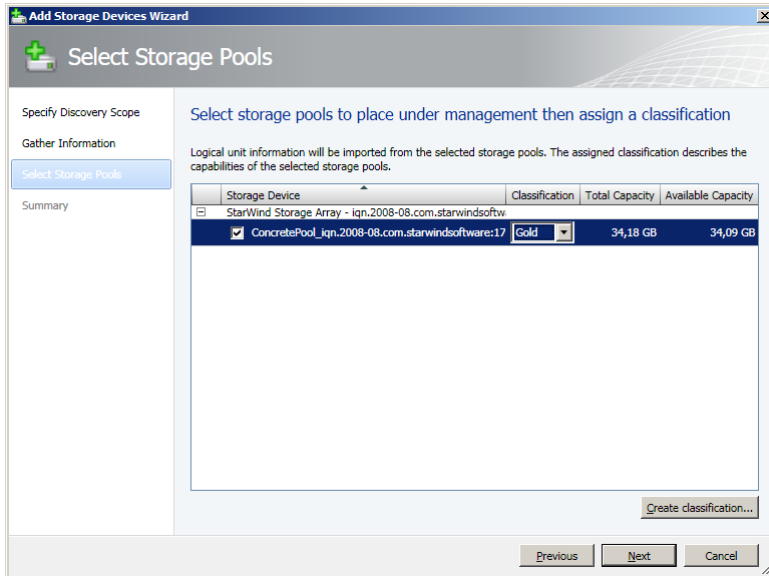 Add Storage Devices Wizard
Select Storage Pools
Specify Discovery Scope
Gather Information
Select Storage Pools
Summary
Select storage pools to place under management then assign a classification
Logical unit information will be imported from the selected storage pools. The assigned classification describes the
capabilities of the selected storage pools.
Storage Device Classification Total Capacity Available Capacity
StarWind Storage Array - iqn.2008-08.com.starwindsoftw
ConcretePool_iqn.2008-08.com.starwindsoftware:17 Gold 34,18 GB 34,09 GB
Create classification...
Previous Next Cancel